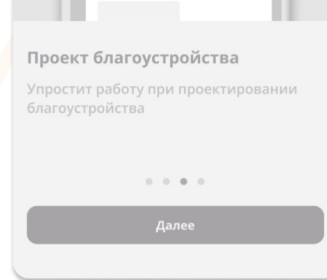 Проект благоустройства
Упростит работу при проектировании
благоустройства
Далее